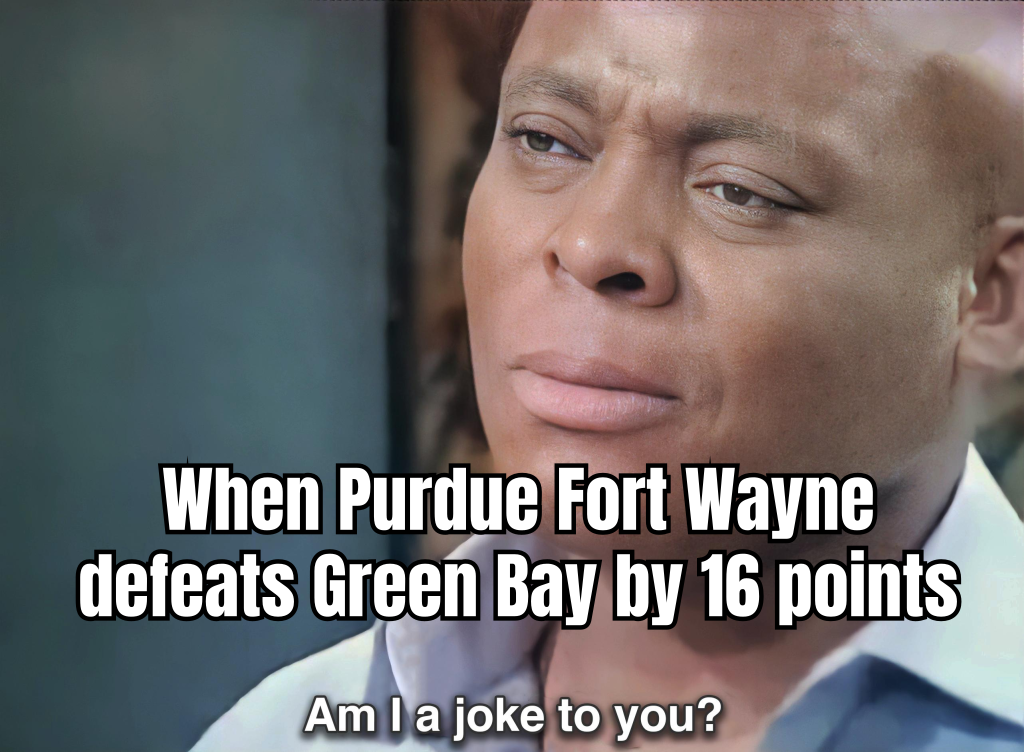 When Purdue Fort Wayne
defeats Green Bay by 16 points
Am I a joke to you?